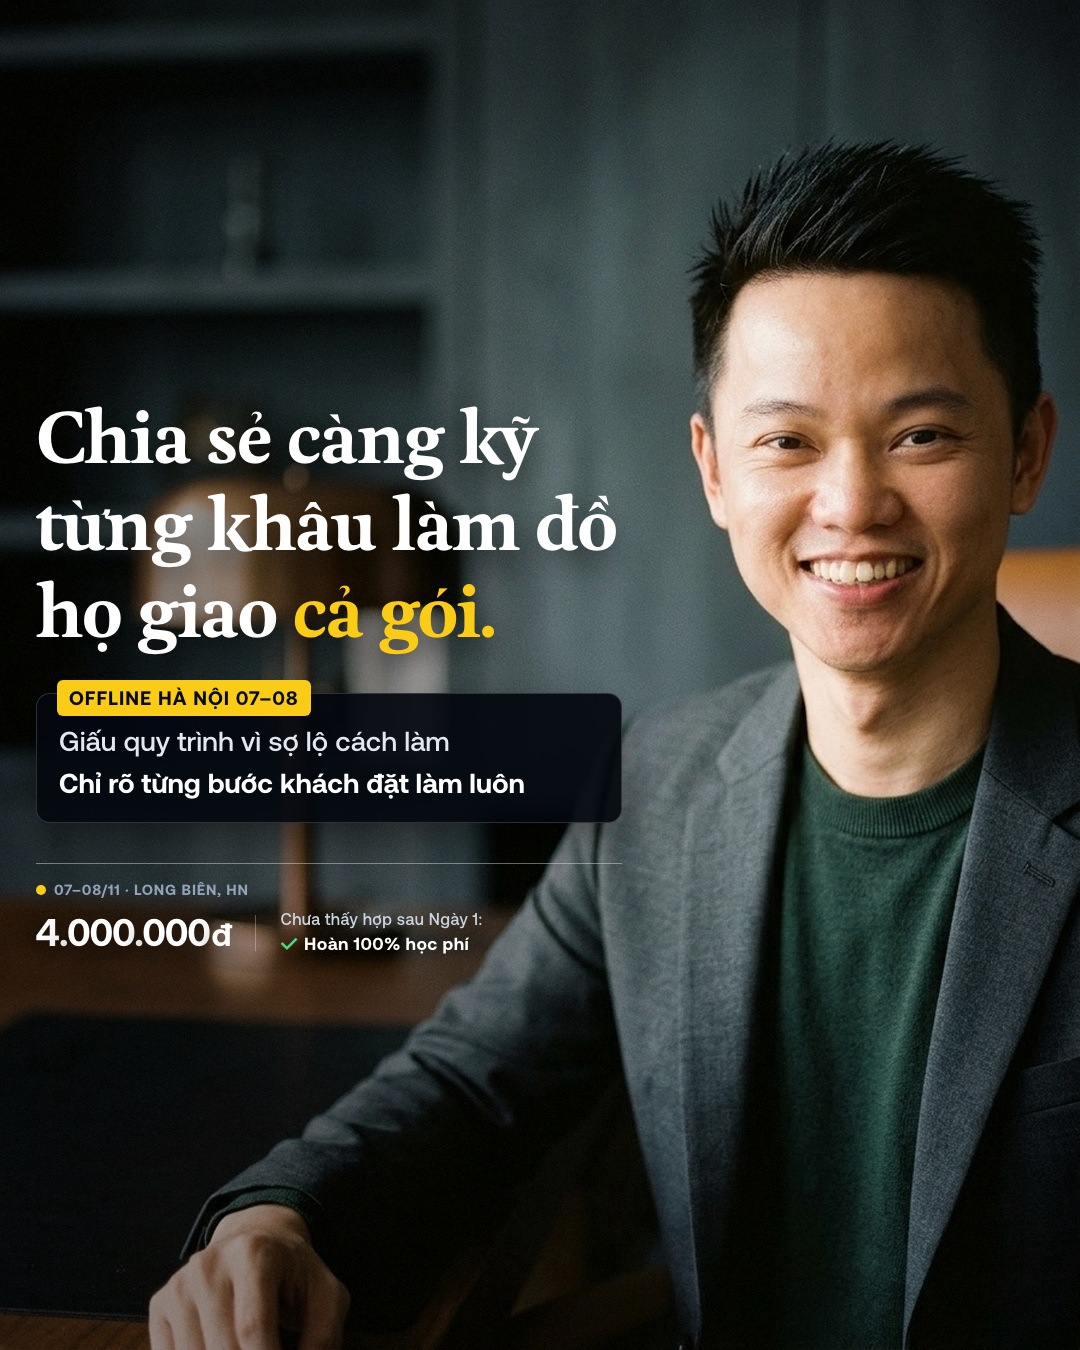 Chia sẻ càng kỹ
từng khâu làm đồ
họ giao cả gói.
OFFLINE HÀ NỘI 07–08
Giấu quy trình vì sợ lộ cách làm
Chỉ rõ từng bước khách đặt làm luôn
07–08/11 · LONG BIÊN, HN
4.000.000đ
Chưa thấy hợp sau Ngày 1:
✓ Hoàn 100% học phí